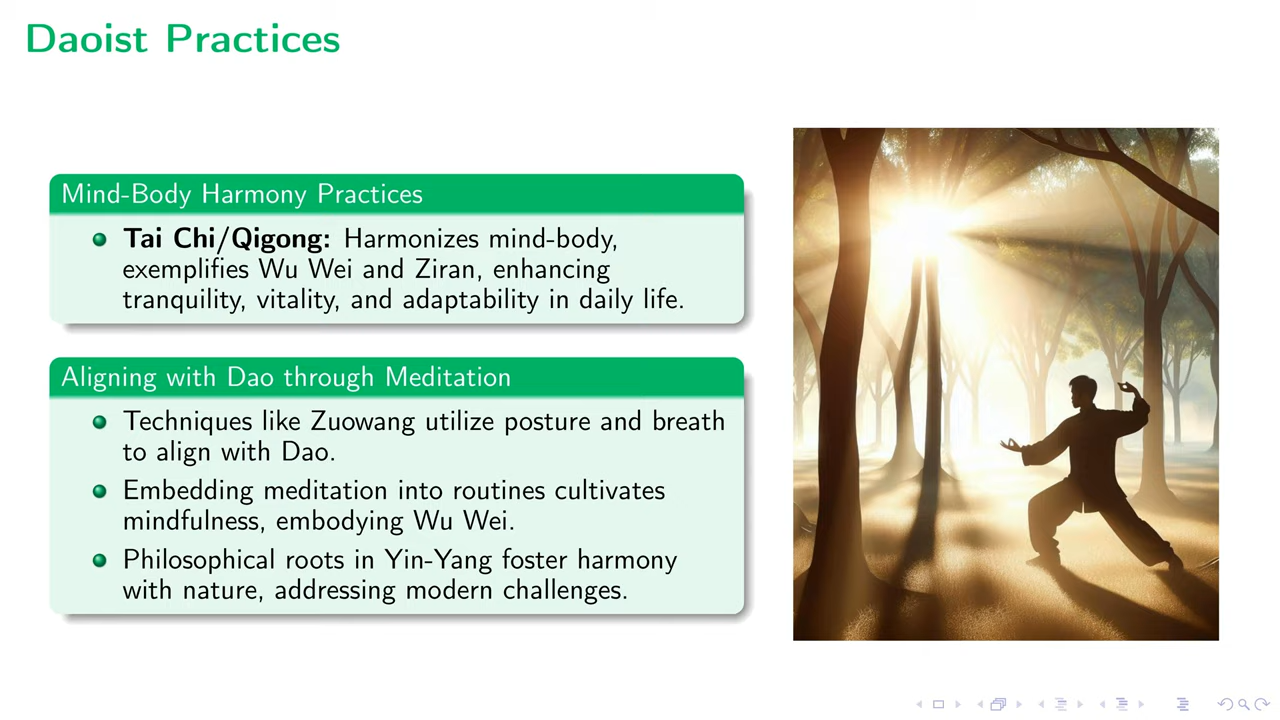 Daoist Practices
Mind-Body Harmony Practices
Tai Chi/Qigong: Harmonizes mind-body,
exemplifies Wu Wei and Ziran, enhancing
tranquility, vitality, and adaptability in daily life.
Aligning with Dao through Meditation
Techniques like Zuowang utilize posture and breath
to align with Dao.
Embedding meditation into routines cultivates
mindfulness, embodying Wu Wei.
Philosophical roots in Yin-Yang foster harmony
with nature, addressing modern challenges.